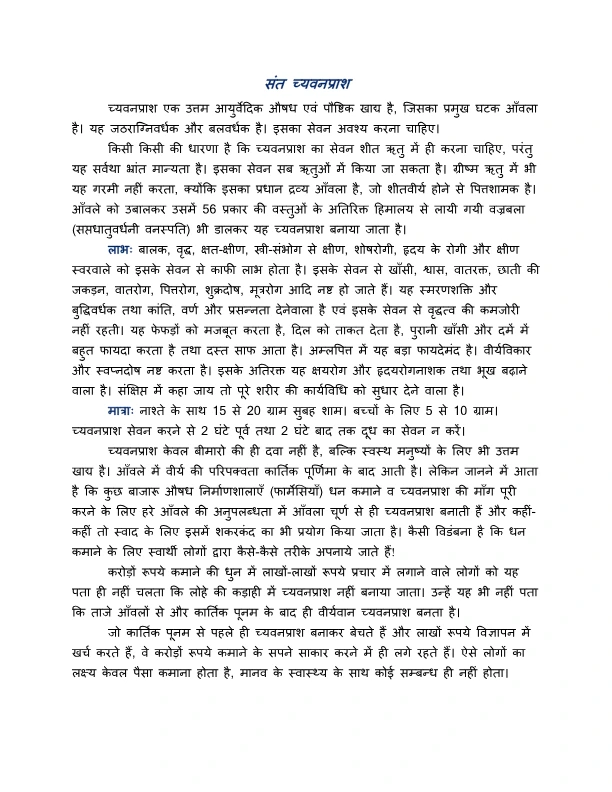 संत च्यवनप्राश
च्यवनप्राश एक उत्तम आयुर्वेदिक औषध एवं पौष्टिक खाद्य है, जिसका प्रमुख घटक आँवला
है। यह जठराग्निवर्धक और बलवर्धक है। इसका सेवन अवश्य करना चाहिए।
किसी किसी की धारणा है कि च्यवनप्राश का सेवन शीत ऋतु में ही करना चाहिए, परंतु
यह सर्वथा भ्रांत मान्यता है। इसका सेवन सब ऋतुओं में किया जा सकता है। ग्रीष्म ऋतु में भी
यह गरमी नहीं करता, क्योंकि इसका प्रधान द्रव्य आँवला है, जो शीतवीर्य होने से पित्तशामक है।
आँवले को उबालकर उसमें 56 प्रकार की वस्तुओं के अतिरिक्त हिमालय से लायी गयी वज्रबला
(सप्तधातुवर्धनी वनस्पति) भी डालकर यह च्यवनप्राश बनाया जाता है।
लाभः बालक, वृद्ध, क्षत-क्षीण, स्त्री-संभोग से क्षीण, शोषरोगी, हृदय के रोगी और क्षीण
स्वरवाले को इसके सेवन से काफी लाभ होता है। इसके सेवन से खाँसी, श्वास, वातरक्त, छाती की
जकड़न, वातरोग, पित्तरोग, शुक्रदोष, मूत्ररोग आदि नष्ट हो जाते हैं। यह स्मरणशक्ति और
बुद्धिवर्धक तथा कांति, वर्ण और प्रसन्नता देनेवाला है एवं इसके सेवन से वृद्धत्व की कमजोरी
नहीं रहती। यह फेफड़ों को मजबूत करता है, दिल को ताकत देता है, पुरानी खाँसी और दमें में
बहुत फायदा करता है तथा दस्त साफ आता है। अम्लपित्त में यह बड़ा फायदेमंद है। वीर्यविकार
और स्वप्नदोष नष्ट करता है। इसके अतिरक्त यह क्षयरोग और हृदयरोगनाशक तथा भूख बढ़ाने
वाला है। संक्षिप्त में कहा जाय तो पूरे शरीर की कार्यविधि को सुधार देने वाला है।
मात्राः नाश्ते के साथ 15 से 20 ग्राम सुबह शाम। बच्चों के लिए 5 से 10 ग्राम।
च्यवनप्राश सेवन करने से 2 घंटे पूर्व तथा 2 घंटे बाद तक दूध का सेवन न करें।
च्यवनप्राश केवल बीमारो की ही दवा नहीं है, बल्कि स्वस्थ मनुष्यों के लिए भी उत्तम
खाद्य है। आँवले में वीर्य की परिपक्वता कार्तिक पूर्णिमा के बाद आती है। लेकिन जानने में आता
है कि कुछ बाजारू औषध निर्माणशालाएँ (फार्मेसियाँ) धन कमाने व च्यवनप्राश की माँग पूरी
करने के लिए हरे आँवले की अनुपलब्धता में आँवला चूर्ण से ही च्यवनप्राश बनाती हैं और कहीं-
कहीं तो स्वाद के लिए इसमें शकरकंद का भी प्रयोग किया जाता है। कैसी विडंबना है कि धन
कमाने के लिए स्वार्थी लोगों द्वारा कैसे-कैसे तरीके अपनाये जाते हैं!
करोड़ों रूपये कमाने की धुन में लाखों-लाखों रूपये प्रचार में लगाने वाले लोगों को यह
पता ही नहीं चलता कि लोहे की कड़ाही में च्यवनप्राश नहीं बनाया जाता। उन्हें यह भी नहीं पता
कि ताजे आँवलों से और कार्तिक पूनम के बाद ही वीर्यवान च्यवनप्राश बनता है।
जो कार्तिक पूनम से पहले ही च्यवनप्राश बनाकर बेचते हैं और लाखों रूपये विज्ञापन में
खर्च करते हैं, वे करोड़ों रूपये कमाने के सपने साकार करने में ही लगे रहते हैं। ऐसे लोगों का
लक्ष्य केवल पैसा कमाना होता है, मानव के स्वास्थ्य के साथ कोई सम्बन्ध ही नहीं होता।